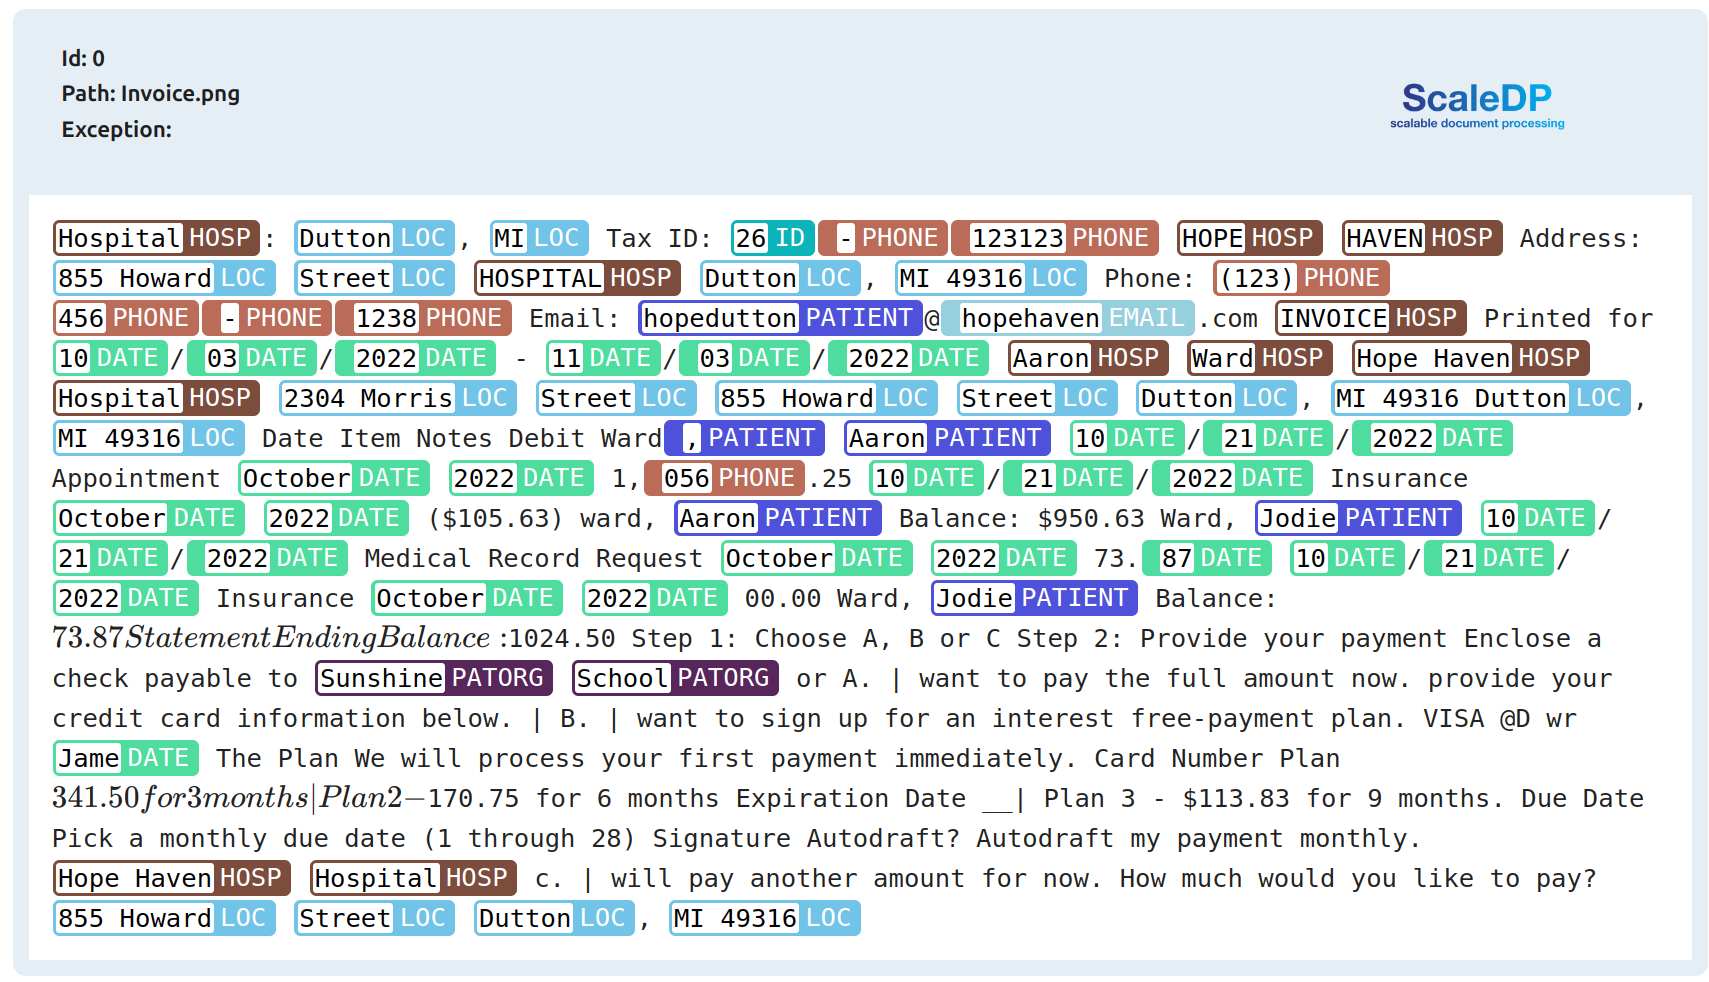 Id: 0
Path: Invoice.png
Exception:
ScaleDP
scalable document processing
Hospital HOSP : Dutton LOC , MI LOC Tax ID: 26 ID - PHONE 123123 PHONE HOPE HOSP HAVEN HOSP Address:
855 Howard LOC Street LOC HOSPITAL HOSP Dutton LOC , MI 49316 LOC Phone: (123) PHONE
456 PHONE - PHONE 1238 PHONE Email: hopedutton PATIENT @ hopehaven EMAIL .com INVOICE HOSP Printed for
10 DATE / 03 DATE / 2022 DATE - 11 DATE / 03 DATE / 2022 DATE Aaron HOSP Ward HOSP Hope Haven HOSP
Hospital HOSP 2304 Morris LOC Street LOC 855 Howard LOC Street LOC Dutton LOC , MI 49316 Dutton LOC ,
MI 49316 LOC Date Item Notes Debit Ward , PATIENT Aaron PATIENT 10 DATE / 21 DATE / 2022 DATE
Appointment October DATE 2022 DATE 1, 056 PHONE .25 10 DATE / 21 DATE / 2022 DATE Insurance
October DATE 2022 DATE ($105.63) ward, Aaron PATIENT Balance: $950.63 Ward, Jodie PATIENT 10 DATE /
21 DATE / 2022 DATE Medical Record Request October DATE 2022 DATE 73. 87 DATE 10 DATE / 21 DATE /
2022 DATE Insurance October DATE 2022 DATE 00.00 Ward, Jodie PATIENT Balance:
73.87StatementEndingBalance :1024.50 Step 1: Choose A, B or C Step 2: Provide your payment Enclose a
check payable to Sunshine PATORG School PATORG or A. | want to pay the full amount now. provide your
credit card information below. | B. | want to sign up for an interest free-payment plan. VISA @D wr
Jame DATE The Plan We will process your first payment immediately. Card Number Plan
341.50for3months|Plan2−170.75 for 6 months Expiration Date __| Plan 3 - $113.83 for 9 months. Due Date
Pick a monthly due date (1 through 28) Signature Autodraft? Autodraft my payment monthly.
Hope Haven HOSP Hospital HOSP c. | will pay another amount for now. How much would you like to pay?
855 Howard LOC Street LOC Dutton LOC , MI 49316 LOC